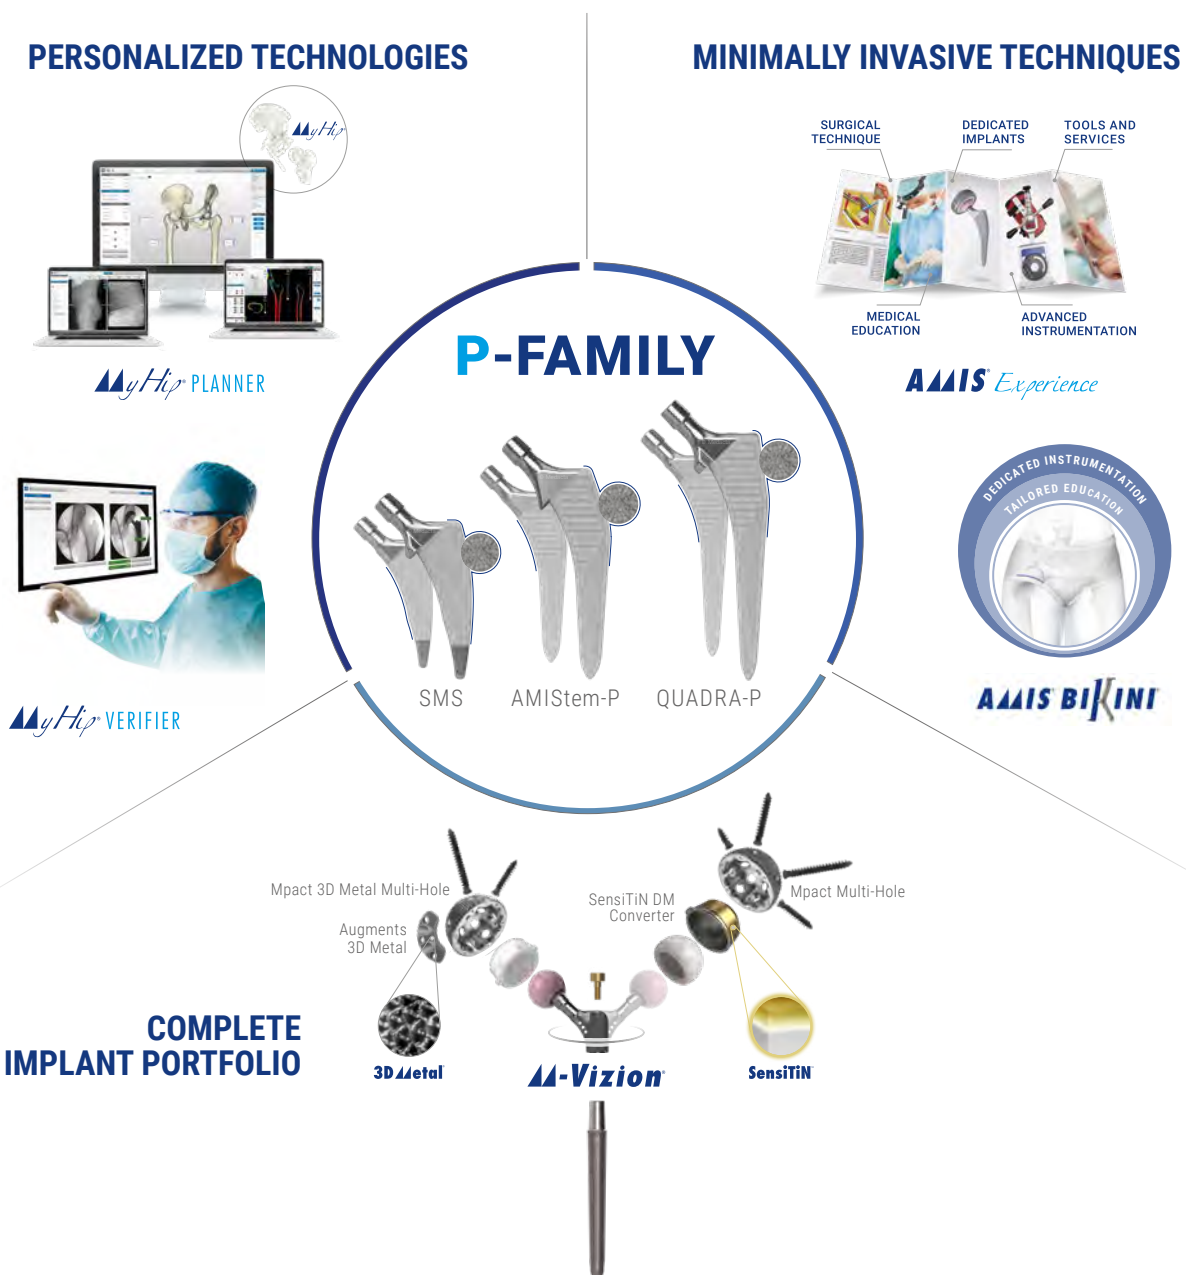 PERSONALIZED TECHNOLOGIES
MyHip
MyHip® PLANNER
MyHip® VERIFIER
MINIMALLY INVASIVE TECHNIQUES
SURGICAL
TECHNIQUE
DEDICATED
IMPLANTS
TOOLS AND
SERVICES
MEDICAL
EDUCATION
ADVANCED
INSTRUMENTATION
AMIS® Experience
DEDICATED INSTRUMENTATION
TAILORED EDUCATION
AMIS BIKINI
P-FAMILY
SMS
AMIStem-P
QUADRA-P
COMPLETE
IMPLANT PORTFOLIO
Mpact 3D Metal Multi-Hole
Augments
3D Metal
3D Metal
M-Vizion®
SensiTiN DM
Converter
Mpact Multi-Hole
SensiTiN